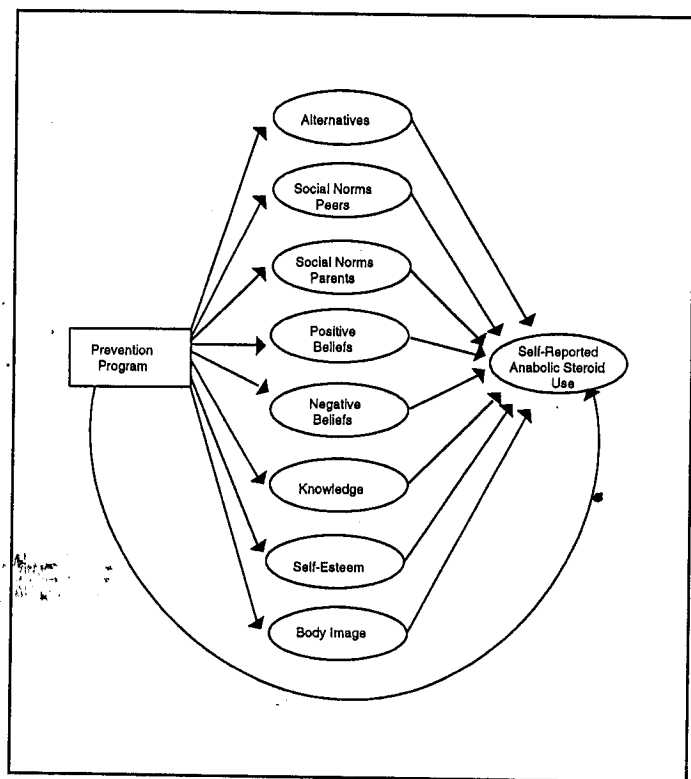 Alternatives
Social Norms
Peers
Social Norms
Parents
Positive
Beliefs
Prevention
Program
Self-Reported
Anabolic Steroid
Use
Negative
Beliefs
Knowledge
Self-Esteem
Body Image